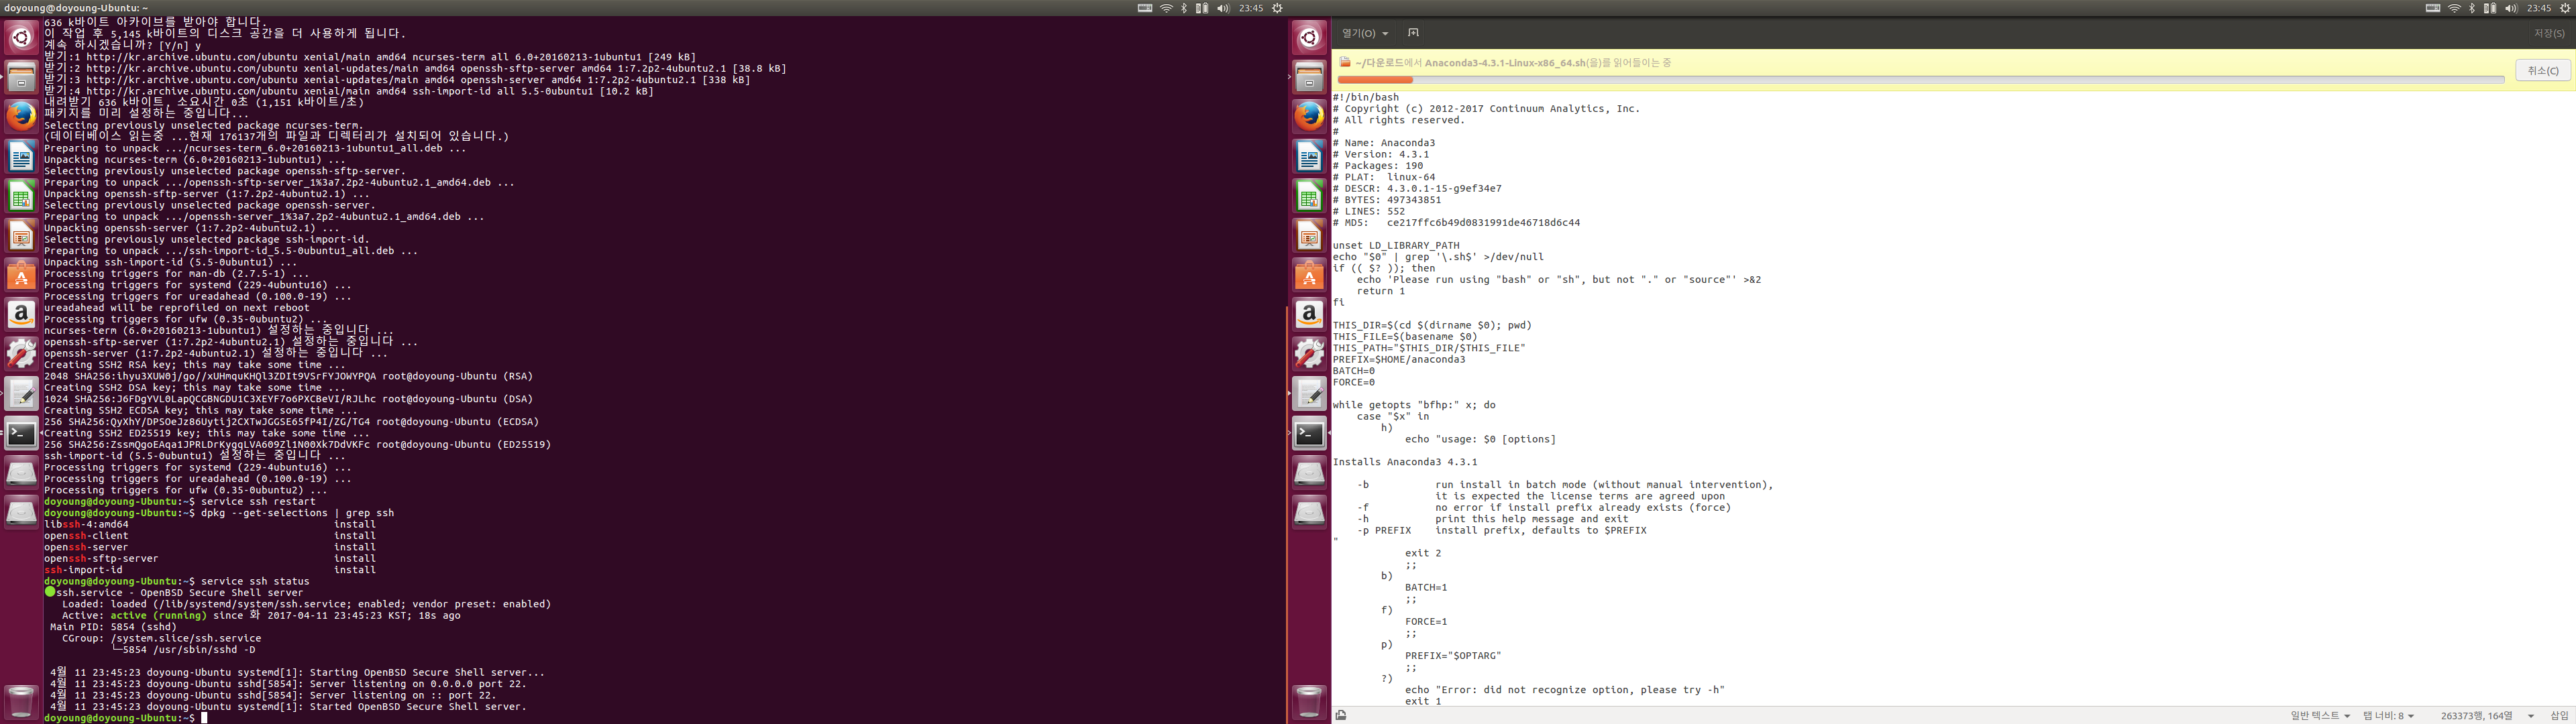 doyoung@doyoung-Ubuntu: ~
23:45
636 k바이트 아카이브를 받아야 합니다.
이 작업 후 5,145 k바이트의 디스크 공간을 더 사용하게 됩니다.
계속 하시겠습니까? [Y/n] y
받기:1 http://kr.archive.ubuntu.com/ubuntu xenial/main amd64 ncurses-term all 6.0+20160213-1ubuntu1 [249 kB]
받기:2 http://kr.archive.ubuntu.com/ubuntu xenial-updates/main amd64 openssh-sftp-server amd64 1:7.2p2-4ubuntu2.1 [38.8 kB]
받기:3 http://kr.archive.ubuntu.com/ubuntu xenial-updates/main amd64 openssh-server amd64 1:7.2p2-4ubuntu2.1 [338 kB]
받기:4 http://kr.archive.ubuntu.com/ubuntu xenial/main amd64 ssh-import-id all 5.5-0ubuntu1 [10.2 kB]
내려받기 636 k바이트, 소요시간 0초 (1,151 k바이트/초)
패키지를 미리 설정하는 중입니다...
Selecting previously unselected package ncurses-term.
(데이터베이스 읽는중 ...현재 176137개의 파일과 디렉터리가 설치되어 있습니다.)
Preparing to unpack .../ncurses-term_6.0+20160213-1ubuntu1_all.deb ...
Unpacking ncurses-term (6.0+20160213-1ubuntu1) ...
Selecting previously unselected package openssh-sftp-server.
Preparing to unpack .../openssh-sftp-server_1%3a7.2p2-4ubuntu2.1_amd64.deb ...
Unpacking openssh-sftp-server (1:7.2p2-4ubuntu2.1) ...
Selecting previously unselected package openssh-server.
Preparing to unpack .../openssh-server_1%3a7.2p2-4ubuntu2.1_amd64.deb ...
Unpacking openssh-server (1:7.2p2-4ubuntu2.1) ...
Selecting previously unselected package ssh-import-id.
Preparing to unpack .../ssh-import-id_5.5-0ubuntu1_all.deb ...
Unpacking ssh-import-id (5.5-0ubuntu1) ...
Processing triggers for man-db (2.7.5-1) ...
Processing triggers for systemd (229-4ubuntu16) ...
Processing triggers for ureadahead (0.100.0-19) ...
ureadahead will be reprofiled on next reboot
Processing triggers for ufw (0.35-0ubuntu2) ...
ncurses-term (6.0+20160213-1ubuntu1) 설정하는 중입니다 ...
openssh-sftp-server (1:7.2p2-4ubuntu2.1) 설정하는 중입니다 ...
openssh-server (1:7.2p2-4ubuntu2.1) 설정하는 중입니다 ...
Creating SSH2 RSA key; this may take some time ...
2048 SHA256:ihyu3XUW0j/go//xUHmquKHQl3ZDIt9VSrFYJOWYPQA root@doyoung-Ubuntu (RSA)
Creating SSH2 DSA key; this may take some time ...
1024 SHA256:J6FDgYVL0LapQCGBNGDU1C3XEYF7o6PXCBeVI/RJLhc root@doyoung-Ubuntu (DSA)
Creating SSH2 ECDSA key; this may take some time ...
256 SHA256:QyXhY/DPSOeJz86Uytij2CXTwJGGSE65fP4I/ZG/TG4 root@doyoung-Ubuntu (ECDSA)
Creating SSH2 ED25519 key; this may take some time ...
256 SHA256:ZssmQgoEAqa1JPRLDrKygqLVA609Zl1N00Xk7DdVKFc root@doyoung-Ubuntu (ED25519)
ssh-import-id (5.5-0ubuntu1) 설정하는 중입니다 ...
Processing triggers for systemd (229-4ubuntu16) ...
Processing triggers for ureadahead (0.100.0-19) ...
Processing triggers for ufw (0.35-0ubuntu2) ...
doyoung@doyoung-Ubuntu:~$ service ssh restart
doyoung@doyoung-Ubuntu:~$ dpkg --get-selections | grep ssh
libssh-4:amd64 install
openssh-client install
openssh-server install
openssh-sftp-server install
ssh-import-id install
doyoung@doyoung-Ubuntu:~$ service ssh status
●ssh.service - OpenBSD Secure Shell server
Loaded: loaded (/lib/systemd/system/ssh.service; enabled; vendor preset: enabled)
Active: active (running) since 화 2017-04-11 23:45:23 KST; 18s ago
Main PID: 5854 (sshd)
CGroup: /system.slice/ssh.service
└─5854 /usr/sbin/sshd -D
4월 11 23:45:23 doyoung-Ubuntu systemd[1]: Starting OpenBSD Secure Shell server...
4월 11 23:45:23 doyoung-Ubuntu sshd[5854]: Server listening on 0.0.0.0 port 22.
4월 11 23:45:23 doyoung-Ubuntu sshd[5854]: Server listening on :: port 22.
4월 11 23:45:23 doyoung-Ubuntu systemd[1]: Started OpenBSD Secure Shell server.
doyoung@doyoung-Ubuntu:~$
23:45
열기(O)
저장(S)
~/다운로드에서 Anaconda3-4.3.1-Linux-x86_64.sh(을)를 읽어들이는 중
취소(C)
#!/bin/bash
# Copyright (c) 2012-2017 Continuum Analytics, Inc.
# All rights reserved.
#
# Name: Anaconda3
# Version: 4.3.1
# Packages: 190
# PLAT: linux-64
# DESCR: 4.3.0.1-15-g9ef34e7
# BYTES: 497343851
# LINES: 552
# MD5: ce217ffc6b49d0831991de46718d6c44
unset LD_LIBRARY_PATH
echo "$0" | grep '\.sh$' >/dev/null
if (( $? )); then
echo 'Please run using "bash" or "sh", but not "." or "source"' >&2
return 1
fi
THIS_DIR=$(cd $(dirname $0); pwd)
THIS_FILE=$(basename $0)
THIS_PATH="$THIS_DIR/$THIS_FILE"
PREFIX=$HOME/anaconda3
BATCH=0
FORCE=0
while getopts "bfhp:" x; do
case "$x" in
h)
echo "usage: $0 [options]
Installs Anaconda3 4.3.1
-b run install in batch mode (without manual intervention),
it is expected the license terms are agreed upon
-f no error if install prefix already exists (force)
-h print this help message and exit
-p PREFIX install prefix, defaults to $PREFIX
"
exit 2
;;
b)
BATCH=1
;;
f)
FORCE=1
;;
p)
PREFIX="$OPTARG"
;;
?)
echo "Error: did not recognize option, please try -h"
exit 1
일반 텍스트 탭 너비: 8 263373행, 164열 삽입